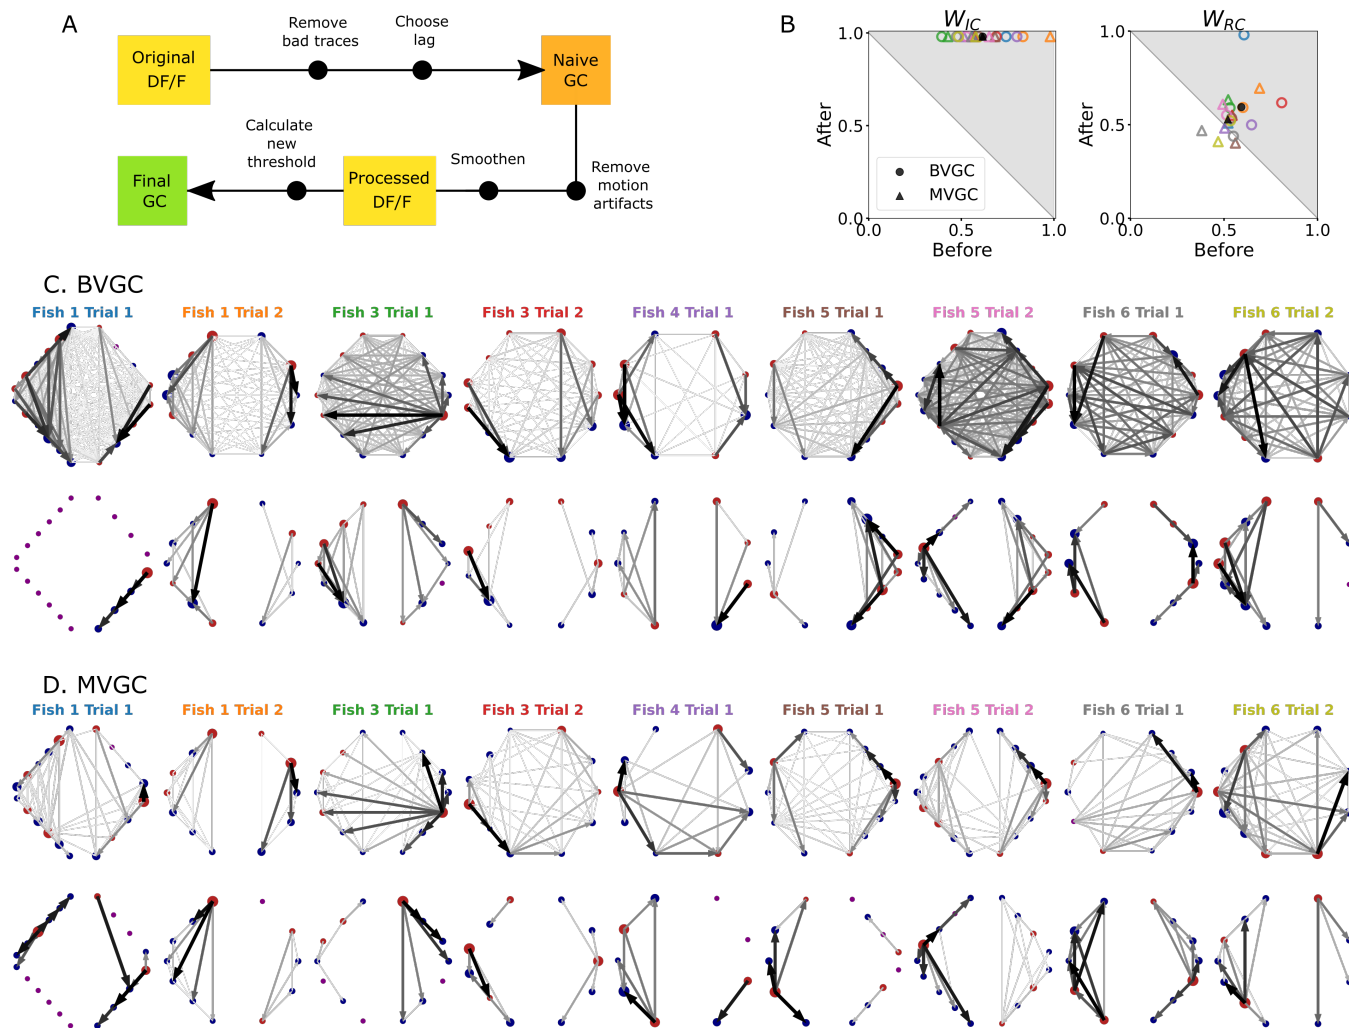 A
Original
DF/F
Remove
bad traces
Choose
lag
Naive
GC
Remove
motion
artifacts
Smoothen
Processed
DF/F
Calculate
new
threshold
Final
GC
B
W_IC
After
1.0
0.5
0.0
BVGC
MVGC
0.0
0.5
1.0
Before
W_RC
After
1.0
0.5
0.0
0.0
0.5
1.0
Before
C. BVGC
Fish 1 Trial 1
Fish 1 Trial 2
Fish 3 Trial 1
Fish 3 Trial 2
Fish 4 Trial 1
Fish 5 Trial 1
Fish 5 Trial 2
Fish 6 Trial 1
Fish 6 Trial 2
D. MVGC
Fish 1 Trial 1
Fish 1 Trial 2
Fish 3 Trial 1
Fish 3 Trial 2
Fish 4 Trial 1
Fish 5 Trial 1
Fish 5 Trial 2
Fish 6 Trial 1
Fish 6 Trial 2